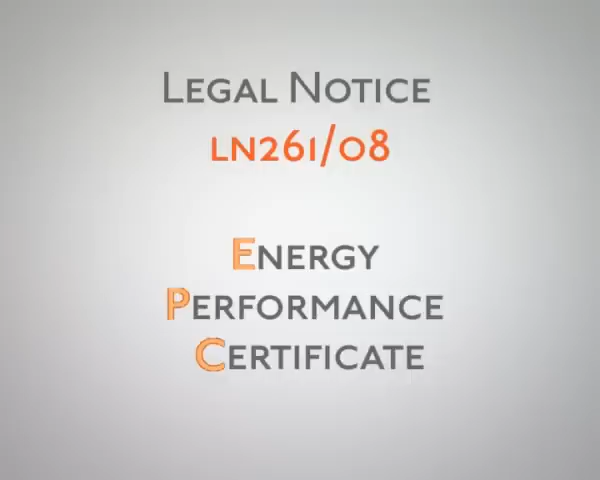 Legal Notice
LN261/08
Energy
Performance
Certificate